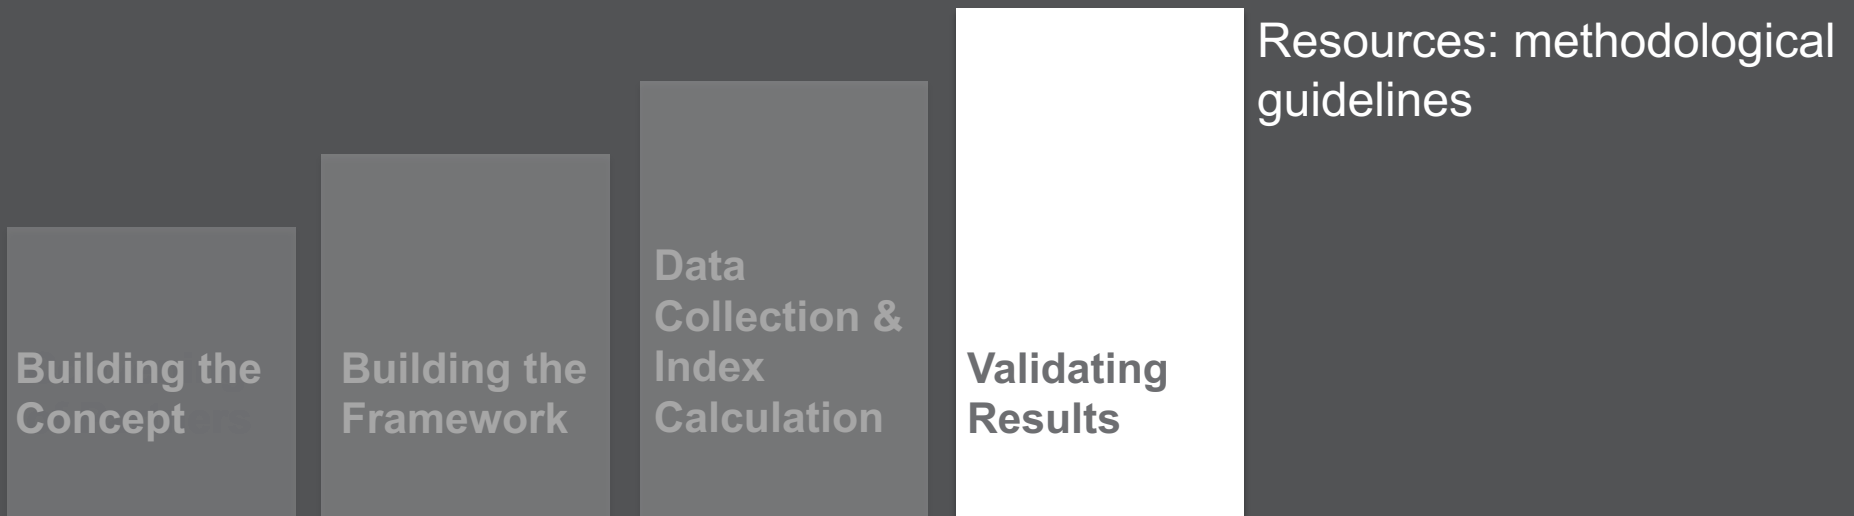 Resources: methodological
guidelines
Building the
Concept
Building the
Framework
Data
Collection &
Index
Calculation
Validating
Results